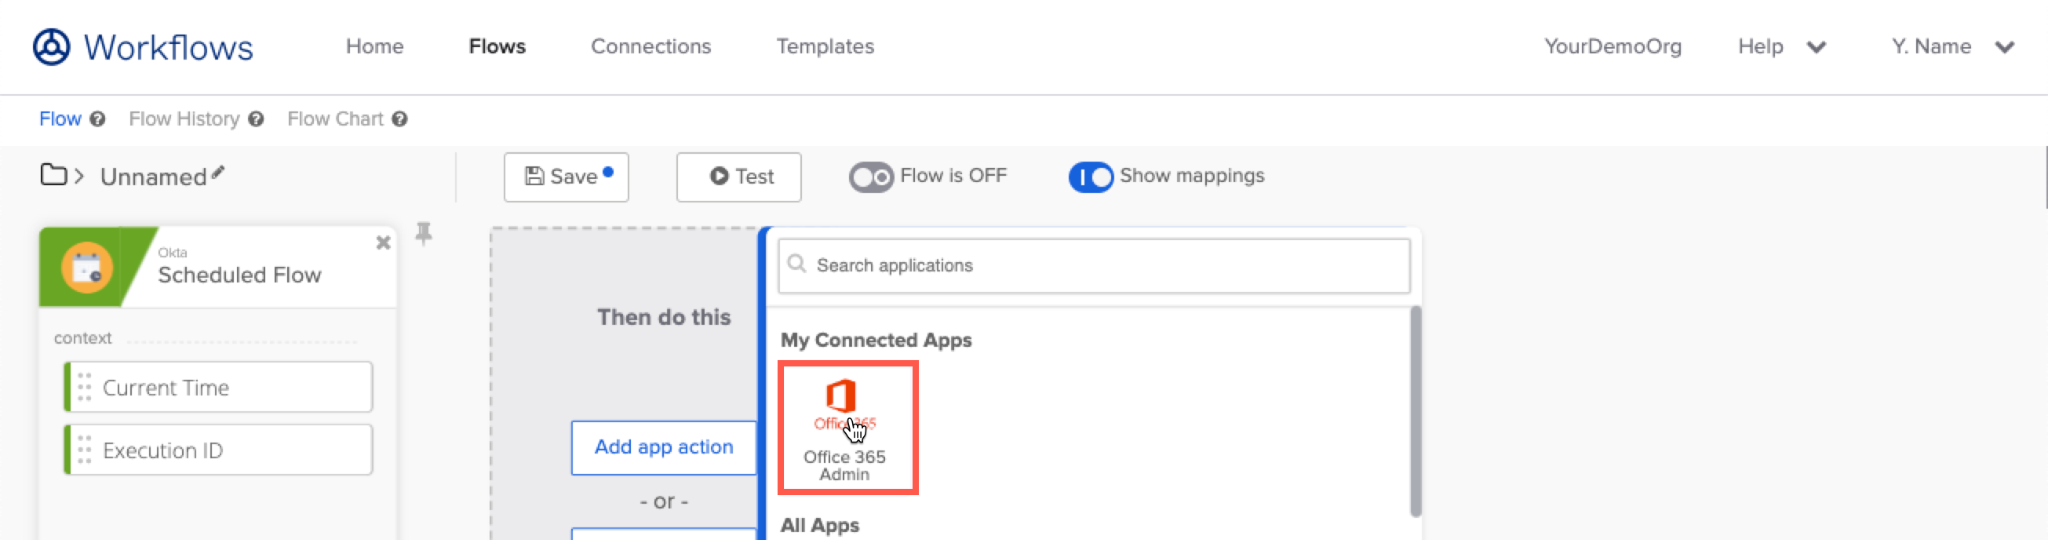 Workflows Home Flows Connections Templates YourDemoOrg Help Y. Name
Flow Flow History Flow Chart
Unnamed Save Test Flow is OFF Show mappings
Okta
Scheduled Flow
context
Current Time
Execution ID
Then do this
Add app action
- or -
Search applications
My Connected Apps
Office 365
Office 365
Admin
All Apps